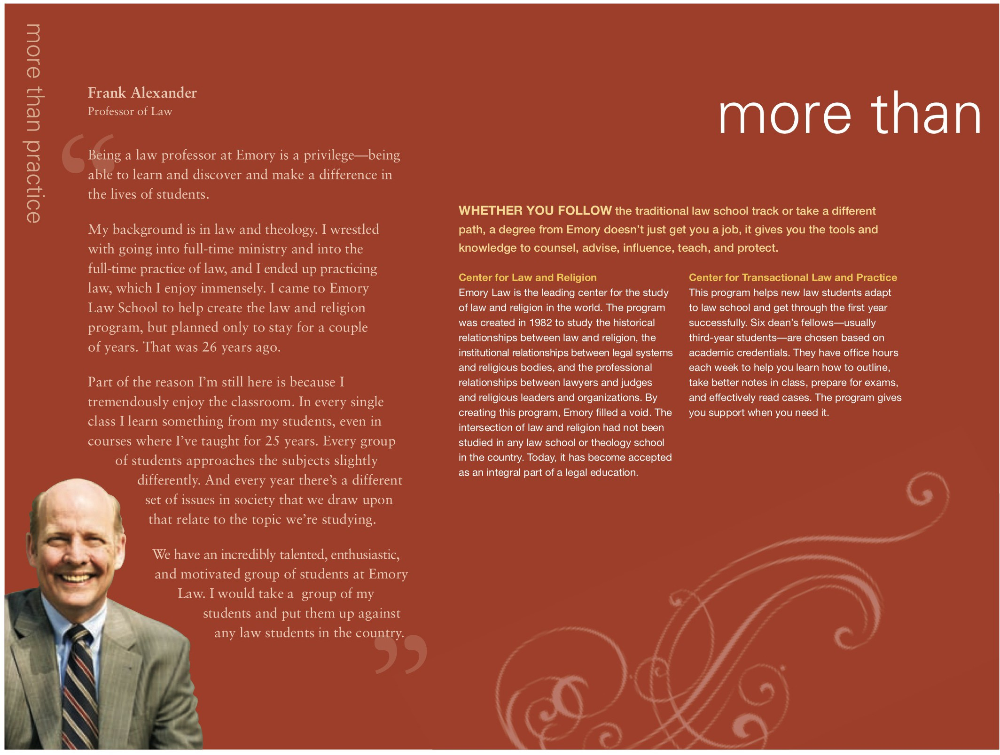 more than practice
Frank Alexander
Professor of Law
“
Being a law professor at Emory is a privilege—being
able to learn and discover and make a difference in
the lives of students.
My background is in law and theology. I wrestled
with going into full-time ministry and into the
full-time practice of law, and I ended up practicing
law, which I enjoy immensely. I came to Emory
Law School to help create the law and religion
program, but planned only to stay for a couple
of years. That was 26 years ago.
Part of the reason I’m still here is because I
tremendously enjoy the classroom. In every single
class I learn something from my students, even in
courses where I’ve taught for 25 years. Every group
of students approaches the subjects slightly
differently. And every year there’s a different
set of issues in society that we draw upon
that relate to the topic we’re studying.
We have an incredibly talented, enthusiastic,
and motivated group of students at Emory
Law. I would take a group of my
students and put them up against
any law students in the country.
”
more than
WHETHER YOU FOLLOW the traditional law school track or take a different
path, a degree from Emory doesn’t just get you a job, it gives you the tools and
knowledge to counsel, advise, influence, teach, and protect.
Center for Law and Religion
Emory Law is the leading center for the study
of law and religion in the world. The program
was created in 1982 to study the historical
relationships between law and religion, the
institutional relationships between legal systems
and religious bodies, and the professional
relationships between lawyers and judges
and religious leaders and organizations. By
creating this program, Emory filled a void. The
intersection of law and religion had not been
studied in any law school or theology school
in the country. Today, it has become accepted
as an integral part of a legal education.
Center for Transactional Law and Practice
This program helps new law students adapt
to law school and get through the first year
successfully. Six dean’s fellows—usually
third-year students—are chosen based on
academic credentials. They have office hours
each week to help you learn how to outline,
take better notes in class, prepare for exams,
and effectively read cases. The program gives
you support when you need it.